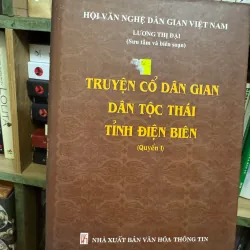 HỘI VĂN NGHỆ DÂN GIAN VIỆT NAM
LƯƠNG THỊ ĐẠI
(Sưu tầm và biên soạn)
TRUYỆN CỔ DÂN GIAN
DÂN TỘC THÁI
TỈNH ĐIỆN BIÊN
(Quyển I)
NHÀ XUẤT BẢN VĂN HÓA THÔNG TIN